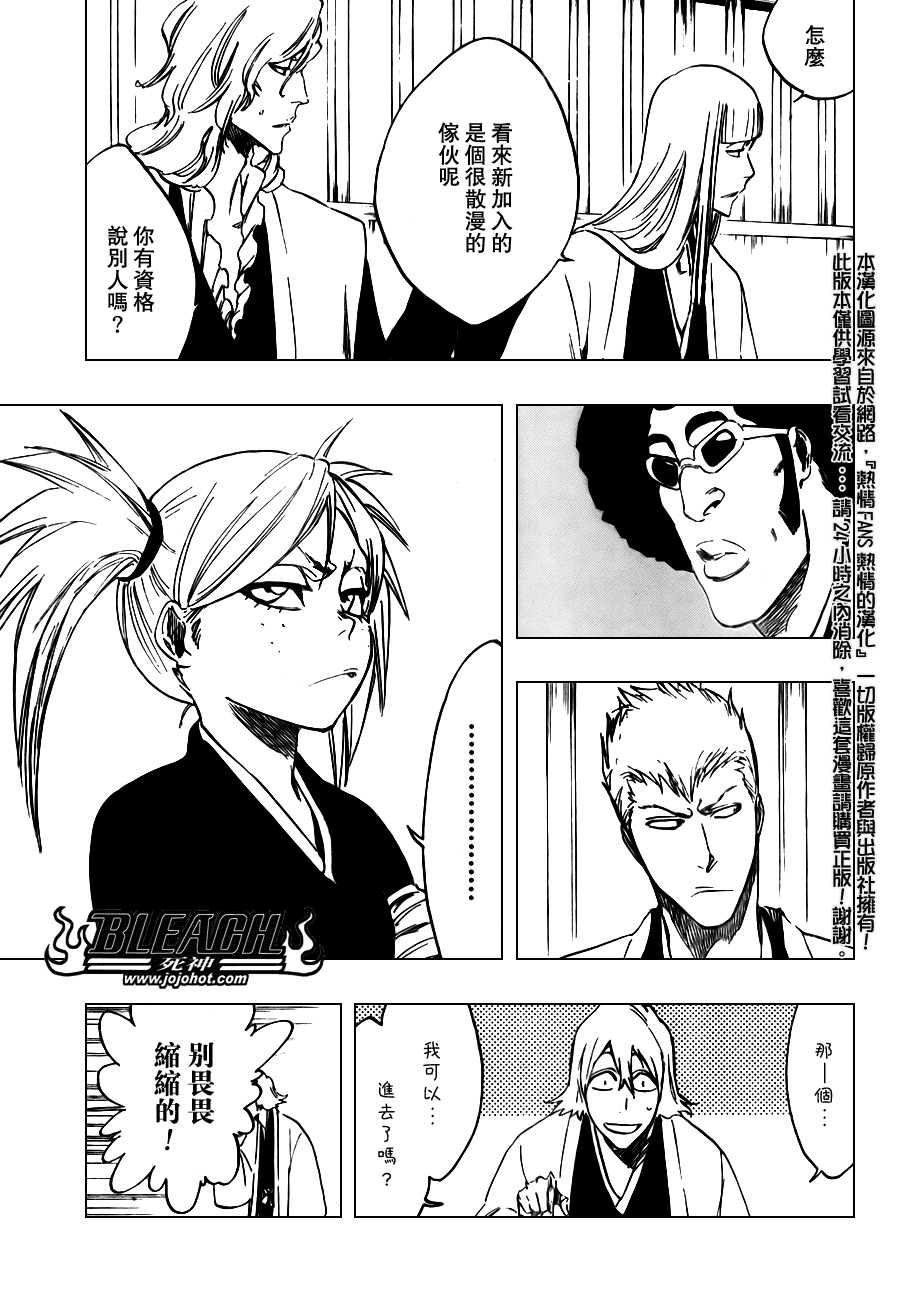 怎麼
看來新加入的
是個很散漫的
傢伙呢
你有資格
說別人嗎？
…………
那一個…
我可以…
進去了嗎？
別畏畏
縮縮的！
本漢化圖源來自於網路，『熱情FANS 熱情的漢化』一切版權歸原作者與出版社擁有！
此版本僅供學習試看交流…請24小時之內消除，喜歡這套漫畫請購買正版！謝謝。
BLEACH
死神
www.jojohot.com